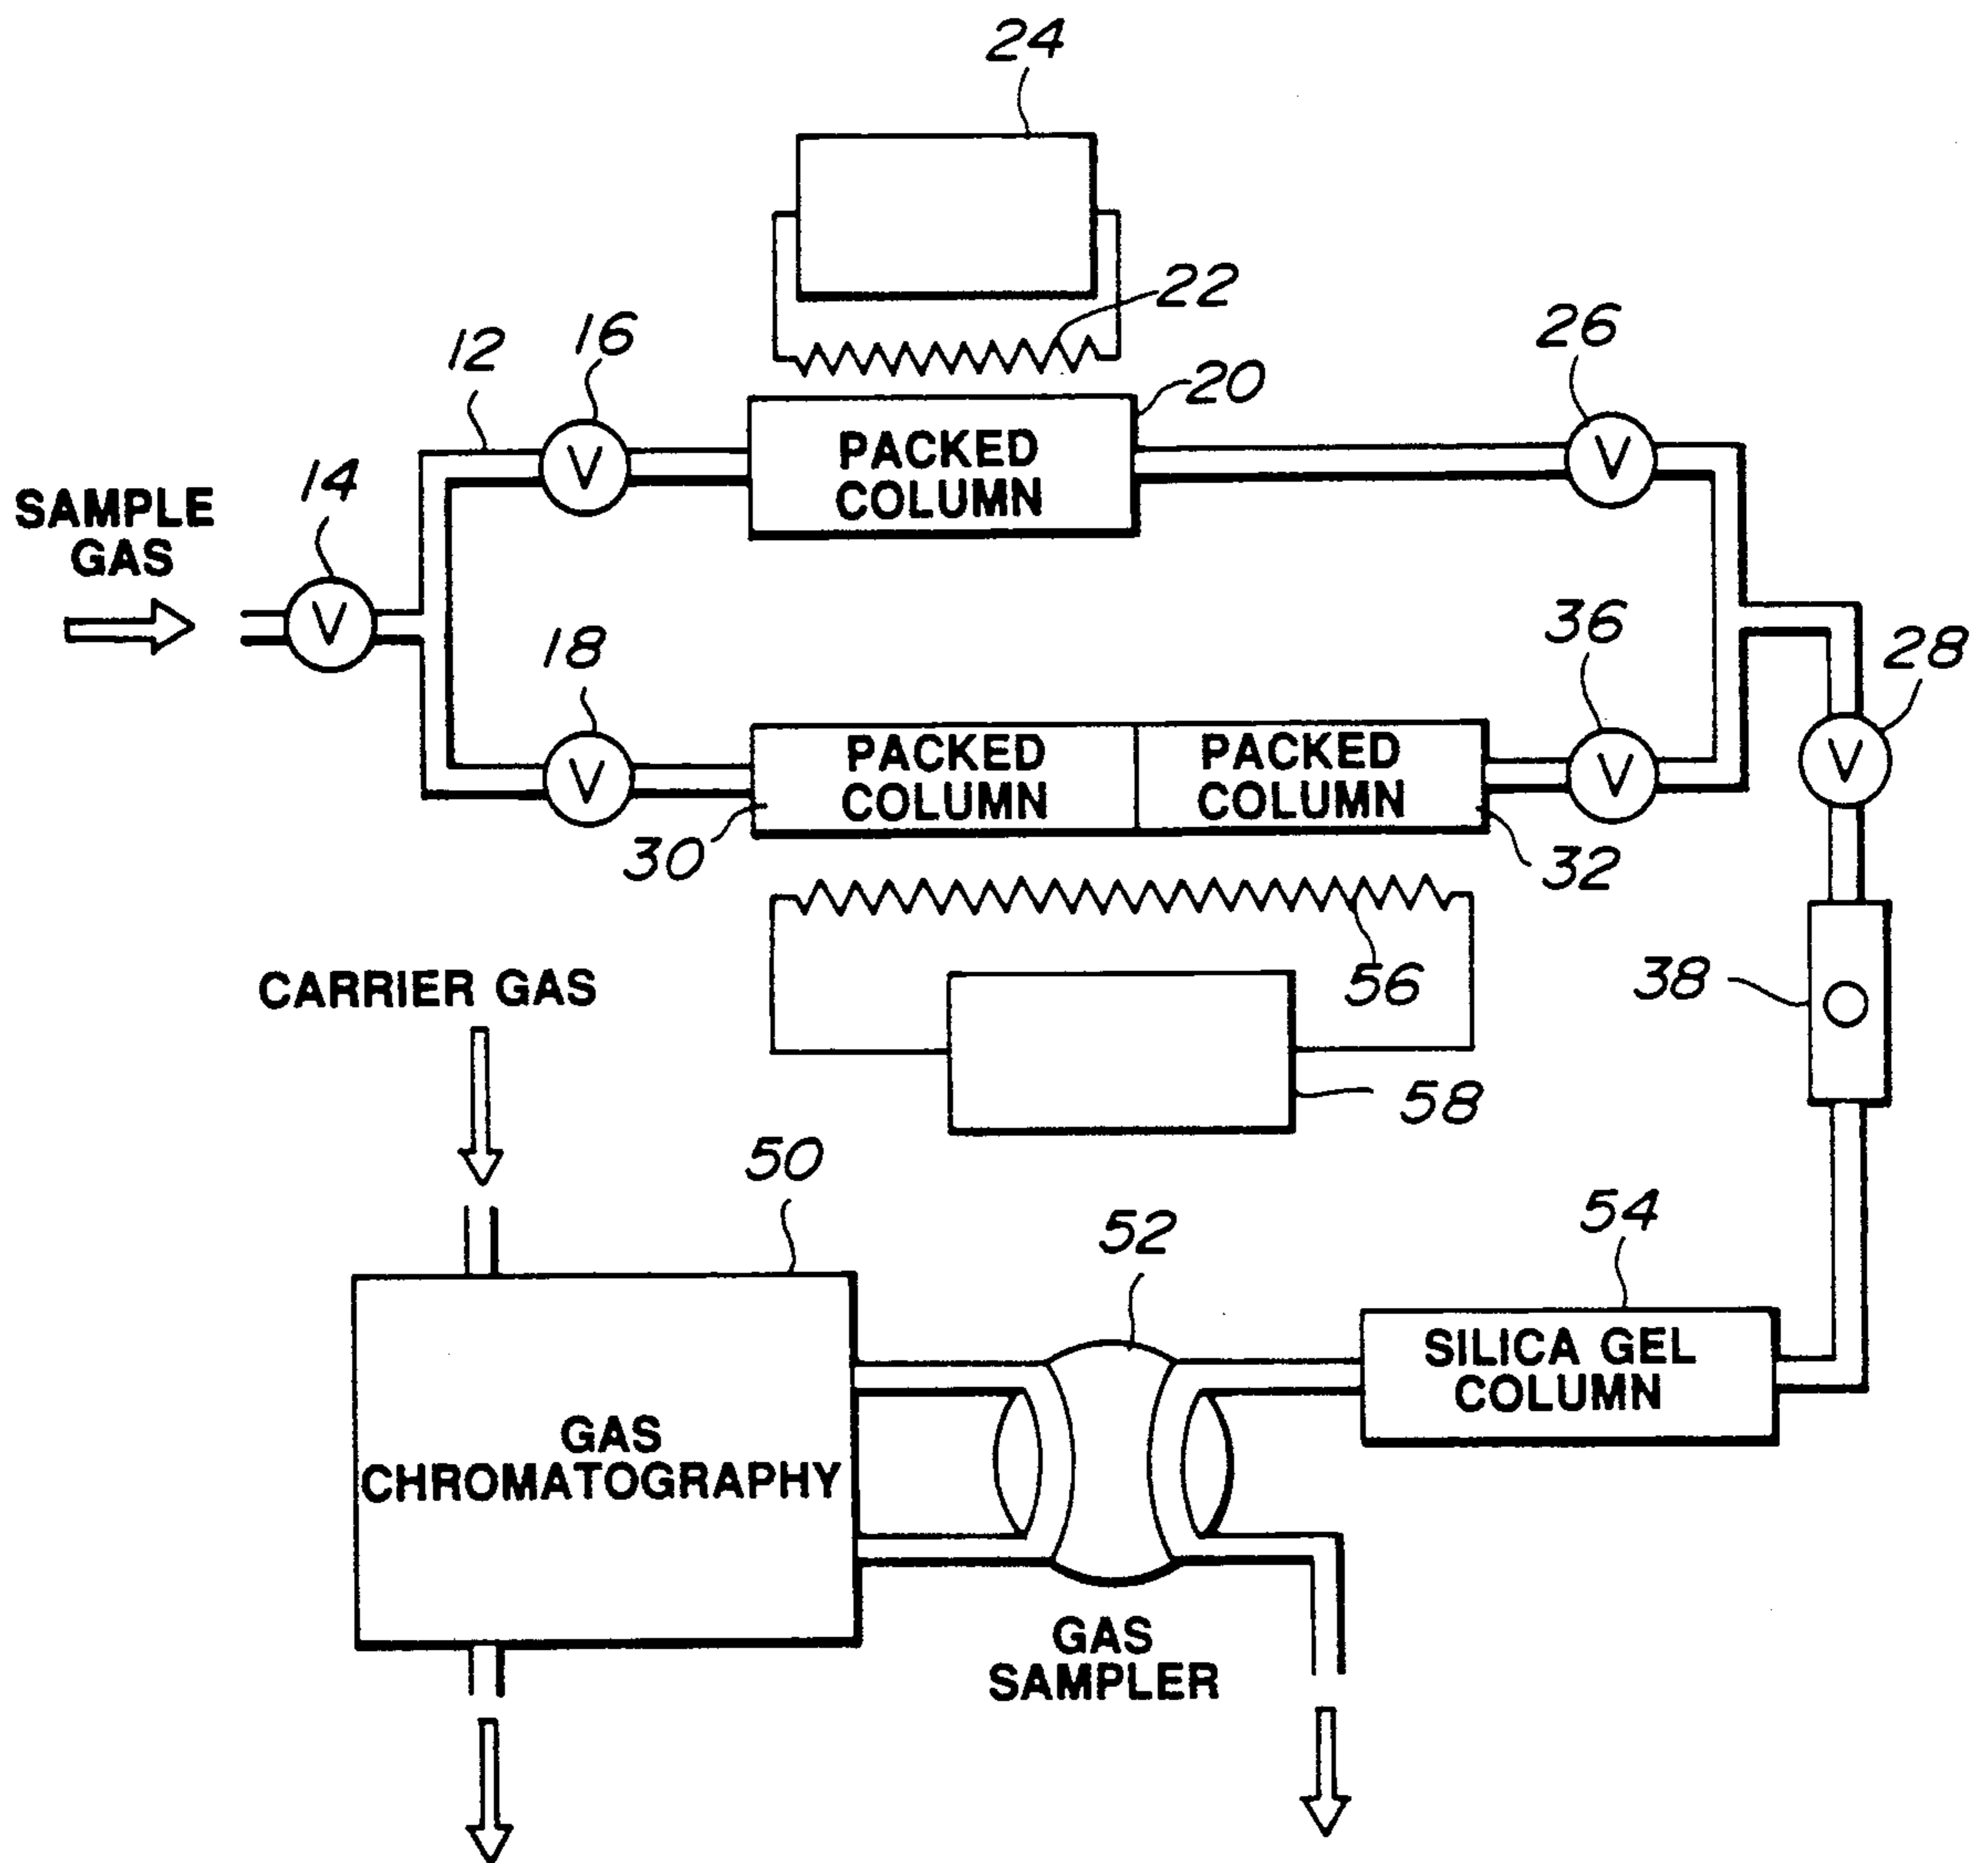 24
22
16
12
26
20
V
V
PACKED
COLUMN
14
SAMPLE
GAS
V
36
28
18
V
V
V
PACKED
COLUMN
PACKED
COLUMN
30
32
56
CARRIER GAS
38
58
50
52
54
SILICA GEL
COLUMN
GAS
CHROMATOGRAPHY
GAS
SAMPLER